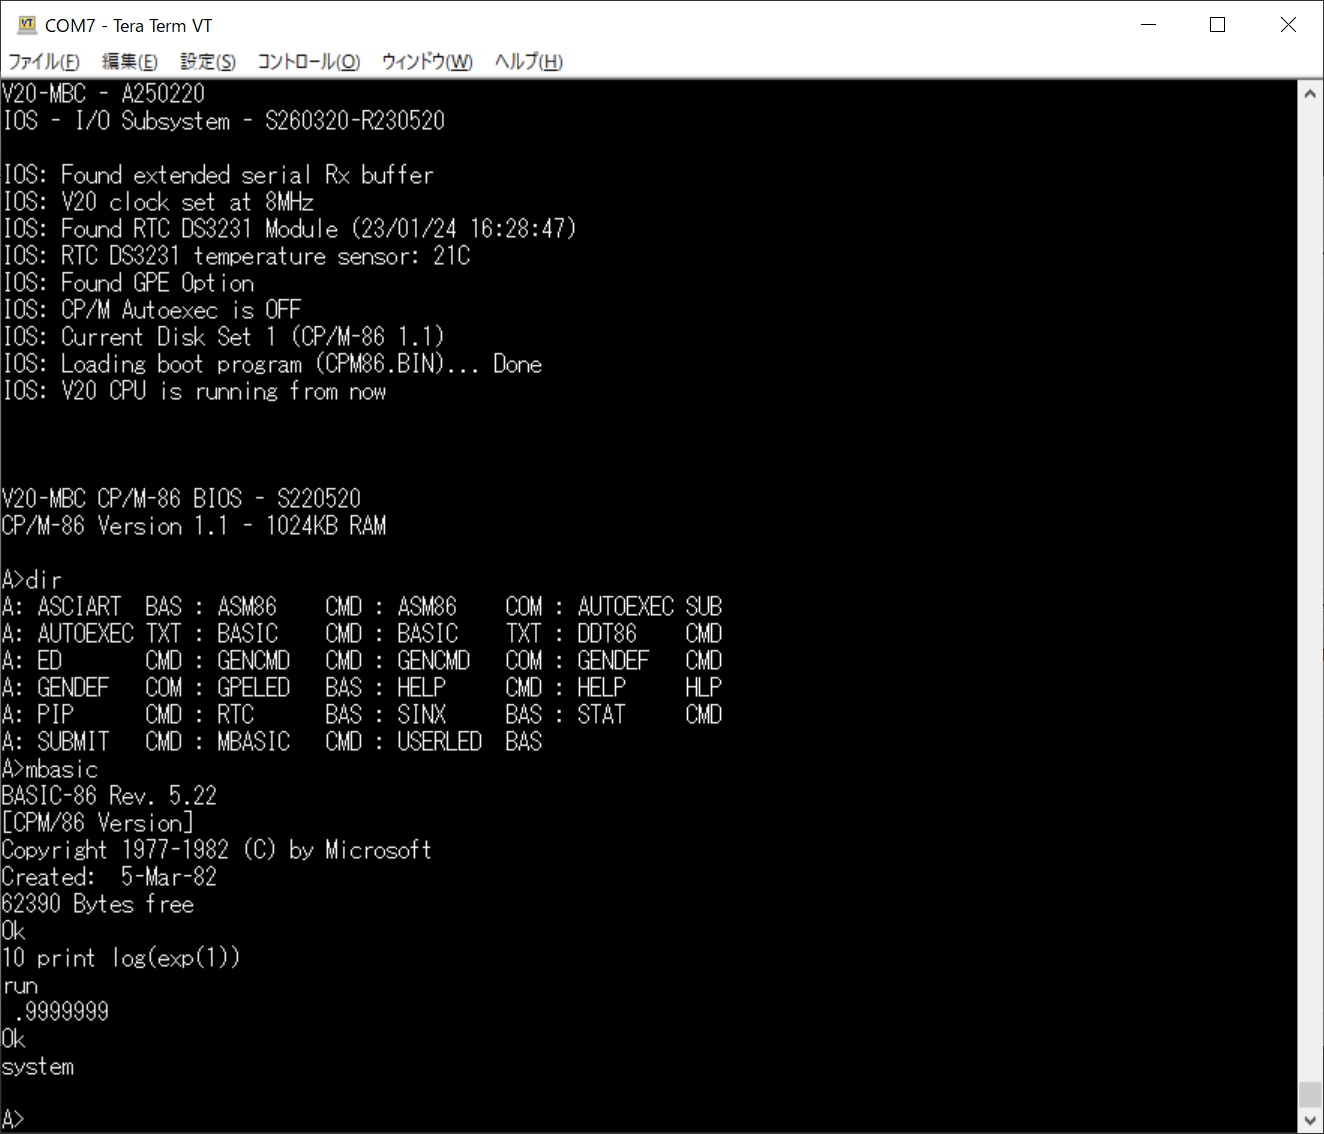 COM7 - Tera Term VT
ファイル(F) 編集(E) 設定(S) コントロール(O) ウィンドウ(W) ヘルプ(H)
V20-MBC - A250220
IOS - I/O Subsystem - S260320-R230520
IOS: Found extended serial Rx buffer
IOS: V20 clock set at 8MHz
IOS: Found RTC DS3231 Module (23/01/24 16:28:47)
IOS: RTC DS3231 temperature sensor: 21C
IOS: Found GPE Option
IOS: CP/M Autoexec is OFF
IOS: Current Disk Set 1 (CP/M-86 1.1)
IOS: Loading boot program (CPM86.BIN)... Done
IOS: V20 CPU is running from now
V20-MBC CP/M-86 BIOS - S220520
CP/M-86 Version 1.1 - 1024KB RAM
A>dir
A: ASCIART  BAS : ASM86    CMD : ASM86    COM : AUTOEXEC SUB
A: AUTOEXEC TXT : BASIC    CMD : BASIC    TXT : DDT86    CMD
A: ED       CMD : GENCMD   CMD : GENCMD   COM : GENDEF   CMD
A: GENDEF   COM : GPELED   BAS : HELP     CMD : HELP     HLP
A: PIP      CMD : RTC      BAS : SINX     BAS : STAT     CMD
A: SUBMIT   CMD : MBASIC   CMD : USERLED  BAS
A>mbasic
BASIC-86 Rev. 5.22
[CPM/86 Version]
Copyright 1977-1982 (C) by Microsoft
Created:  5-Mar-82
62390 Bytes free
Ok
10 print log(exp(1))
run
 .9999999
Ok
system
A>